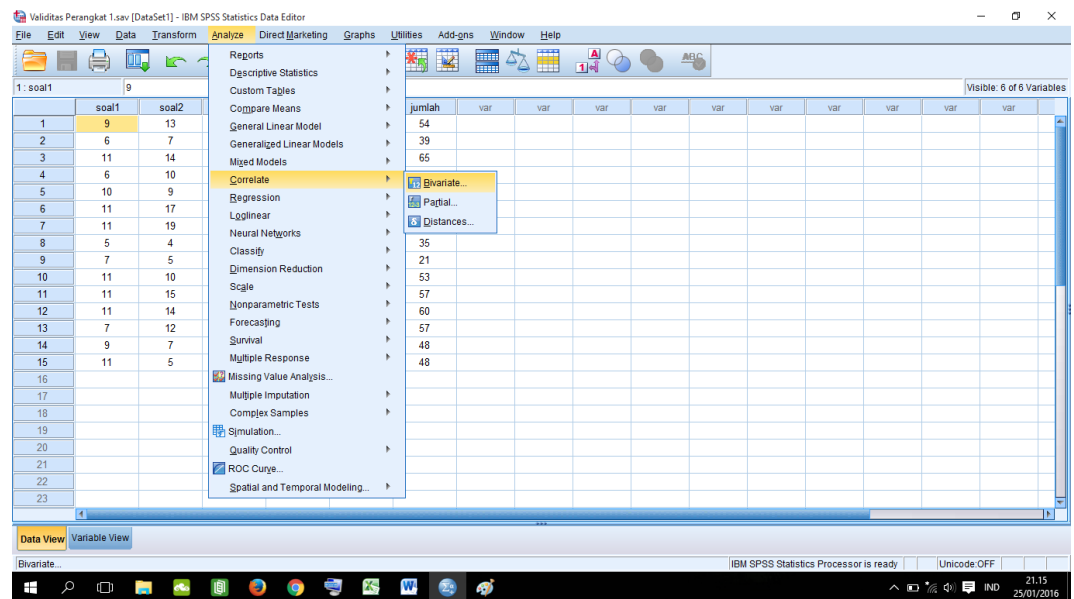 Validitas Perangkat 1.sav [DataSet1] - IBM SPSS Statistics Data Editor
File Edit View Data Transform Analyze Direct Marketing Graphs Utilities Add-ons Window Help
1 : soal1 9 Visible: 6 of 6 Variables
soal1 soal2 jumlah var var var var var var var var var var
1 9 13 54
2 6 7 39
3 11 14 65
4 6 10
5 10 9
6 11 17
7 11 19
8 5 4 35
9 7 5 21
10 11 10 53
11 11 15 57
12 11 14 60
13 7 12 57
14 9 7 48
15 11 5 48
16
17
18
19
20
21
22
23
Reports
Descriptive Statistics
Custom Tables
Compare Means
General Linear Model
Generalized Linear Models
Mixed Models
Correlate
Regression
Loglinear
Neural Networks
Classify
Dimension Reduction
Scale
Nonparametric Tests
Forecasting
Survival
Multiple Response
Missing Value Analysis...
Multiple Imputation
Complex Samples
Simulation...
Quality Control
ROC Curve...
Spatial and Temporal Modeling...
Bivariate...
Partial...
Distances...
Data View Variable View
Bivariate... IBM SPSS Statistics Processor is ready Unicode:OFF
IND 21.15
25/01/2016